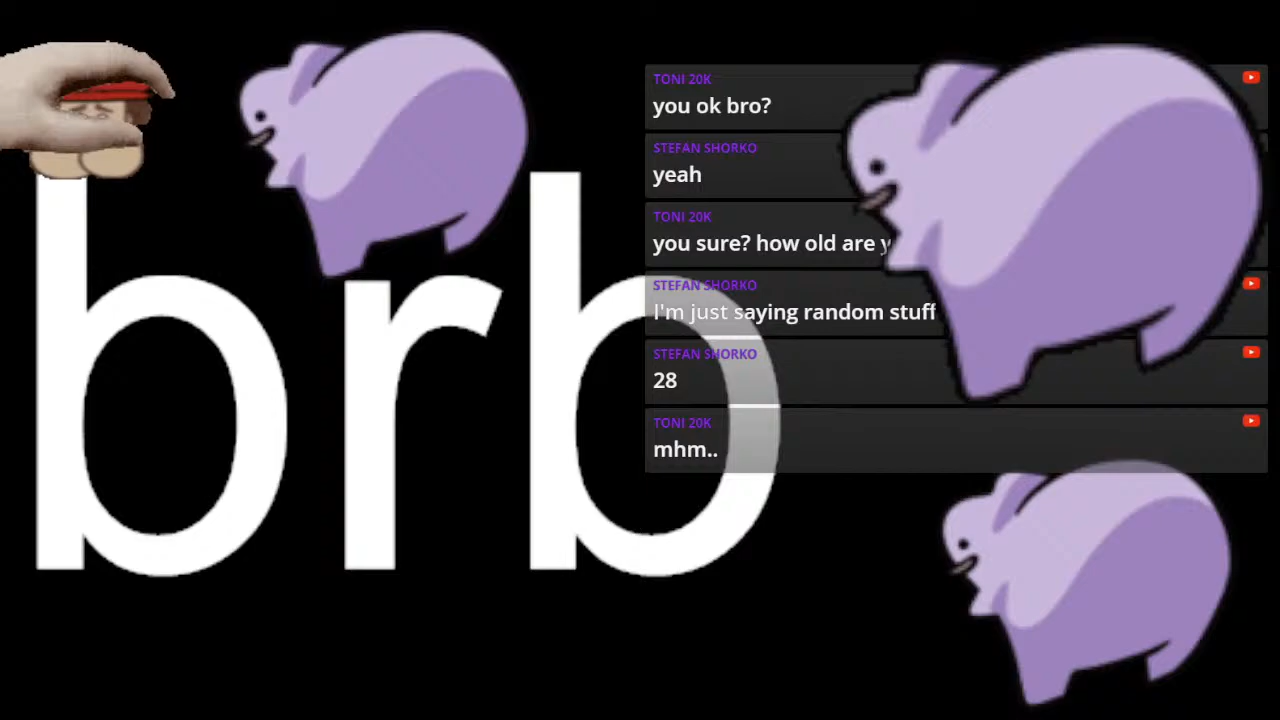 brb
TONI 20K
you ok bro?
STEFAN SHORKO
yeah
TONI 20K
you sure? how old are
STEFAN SHORKO
I'm just saying random stuff
STEFAN SHORKO
28
TONI 20K
mhm..